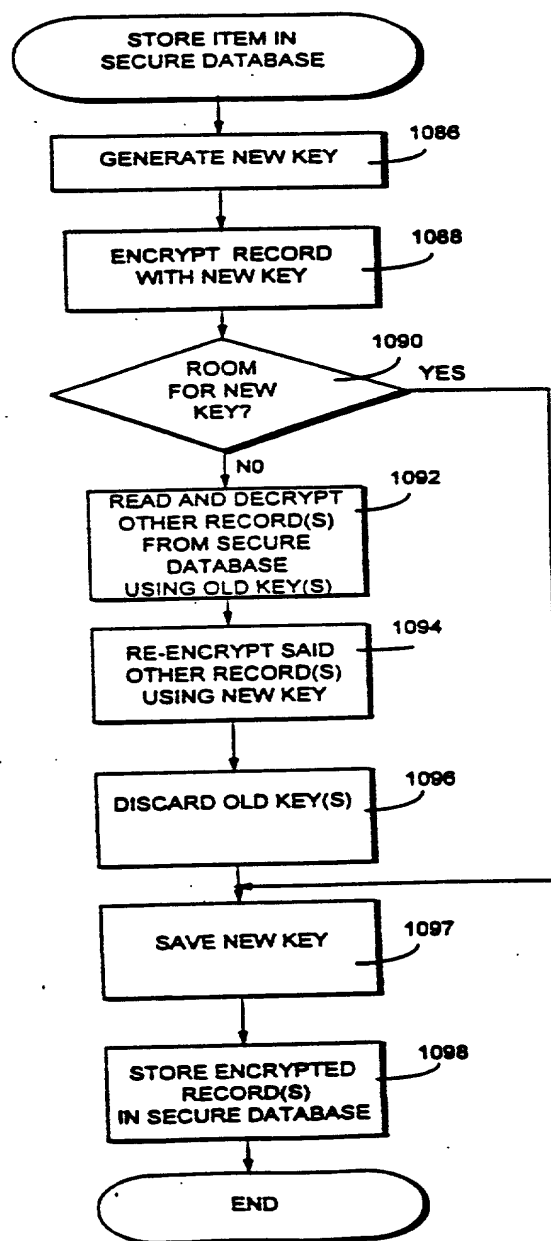 STORE ITEM IN
SECURE DATABASE
1086
GENERATE NEW KEY
1088
ENCRYPT RECORD
WITH NEW KEY
1090
ROOM
FOR NEW
KEY?
YES
NO
1092
READ AND DECRYPT
OTHER RECORD(S)
FROM SECURE
DATABASE
USING OLD KEY(S)
1094
RE-ENCRYPT SAID
OTHER RECORD(S)
USING NEW KEY
1096
DISCARD OLD KEY(S)
SAVE NEW KEY
1097
1098
STORE ENCRYPTED
RECORD(S)
IN SECURE DATABASE
END